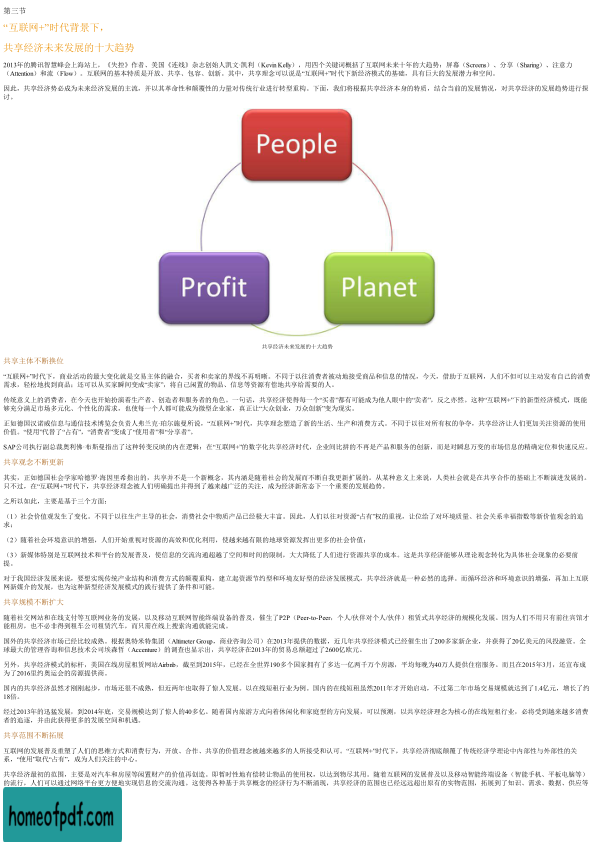 第三节
“互联网+”时代背景下，
共享经济未来发展的十大趋势
2013年的腾讯智慧峰会上海站上，《失控》作者、美国《连线》杂志创始人凯文·凯利（Kevin Kelly），用四个关键词概括了互联网未来十年的大趋势：屏幕（Screens）、分享（Sharing）、注意力
（Attention）和流（Flow）。互联网的基本特质是开放、共享、包容、创新。其中，共享理念可以说是“互联网+”时代下新经济模式的基础，具有巨大的发展潜力和空间。
因此，共享经济势必成为未来经济发展的主流，并以其革命性和颠覆性的力量对传统行业进行转型重构。下面，我们将根据共享经济本身的特质，结合当前的发展情况，对共享经济的发展趋势进行探
讨。
People
Profit
Planet
共享经济未来发展的十大趋势
共享主体不断换位
“互联网+”时代下，商业活动的最大变化就是交易主体的融合，买者和卖家的界线不再明晰。不同于以往消费者被动地接受商品和信息的情况，今天，借助于互联网，人们不但可以主动发布自己的消费
需求，轻松地找到商品；还可以从买家瞬间变成“卖家”，将自己闲置的物品、信息等资源有偿地共享给需要的人。
传统意义上的消费者，在今天也开始扮演着生产者、创造者和服务者的角色。一句话，共享经济使得每一个“买者”都有可能成为他人眼中的“卖者”，反之亦然。这种“互联网+”下的新型经济模式，既能
够充分满足市场多元化、个性化的需求，也使每一个人都可能成为微型企业家，真正让“大众创业，万众创新”变为现实。
正如德国汉诺威信息与通信技术博览会负责人弗兰克·珀尔施曼所说，“互联网+”时代，共享理念塑造了新的生活、生产和消费方式。不同于以往对所有权的争夺，共享经济让人们更加关注资源的使用
价值。“使用”代替了“占有”，“消费者”变成了“使用者”和“分享者”。
SAP公司执行副总裁奥利佛·布斯曼指出了这种转变反映的内在逻辑：在“互联网+”的数字化共享经济时代，企业间比拼的不再是产品和服务的创新，而是对瞬息万变的市场信息的精确定位和快速反应。
共享观念不断更新
其实，正如德国社会学家哈德罗·海因里希指出的，共享并不是一个新概念，其内涵是随着社会的发展而不断自我更新扩展的。从某种意义上来说，人类社会就是在共享合作的基础上不断演进发展的。
只不过，在“互联网+”时代下，共享经济理念被人们明确提出并得到了越来越广泛的关注，成为经济新常态下一个重要的发展趋势。
之所以如此，主要是基于三个方面：
（1）社会价值观发生了变化。不同于以往生产主导的社会，消费社会中物质产品已经极大丰富。因此，人们以往对资源“占有”权的重视，让位给了对环境质量、社会关系幸福指数等新价值观念的追
求；
（2）随着社会环境意识的增强，人们开始重视对资源的高效和优化利用，使越来越有限的地球资源发挥出更多的社会价值；
（3）新媒体特别是互联网技术和平台的发展普及，使信息的交流沟通超越了空间和时间的限制，大大降低了人们进行资源共享的成本。这是共享经济能够从理论观念转化为具体社会现象的必要前
提。
对于我国经济发展来说，要想实现传统产业结构和消费方式的颠覆重构，建立起资源节约型和环境友好型的经济发展模式，共享经济就是一种必然的选择。而循环经济和环境意识的增强，再加上互联
网新媒介的发展，也为这种新型经济发展模式的践行提供了条件和可能。
共享规模不断扩大
随着社交网站和在线支付等互联网业务的发展，以及移动互联网智能终端设备的普及，催生了P2P（Peer-to-Peer，个人/伙伴对个人/伙伴）租赁式共享经济的规模化发展。因为人们不用只有前往宾馆才
能租房，也不必非得到租车公司租赁汽车，而只需在线上搜索沟通就能完成。
国外的共享经济市场已经比较成熟。根据奥特米特集团（Altimeter Group，商业咨询公司）在2013年提供的数据，近几年共享经济模式已经催生出了200多家新企业，并获得了20亿美元的风投融资。全
球最大的管理咨询和信息技术公司埃森哲（Accenture）的调查也显示出，共享经济在2013年的贸易总额超过了2600亿欧元。
另外，共享经济模式的标杆，美国在线房屋租赁网站Airbnb，截至到2015年，已经在全世界190多个国家拥有了多达一亿两千万个房源，平均每晚为40万人提供住宿服务。而且在2015年3月，还宣布成
为了2016里约奥运会的房源提供商。
国内的共享经济虽然才刚刚起步，市场还很不成熟，但近两年也取得了惊人发展。以在线短租行业为例。国内的在线短租虽然2011年才开始启动，不过第二年市场交易规模就达到了1.4亿元，增长了约
18倍。
经过2013年的迅猛发展，到2014年底，交易规模达到了惊人的40多亿。随着国内旅游方式向着休闲化和家庭型的方向发展，可以预测，以共享经济理念为核心的在线短租行业，必将受到越来越多消费
者的追逐，并由此获得更多的发展空间和机遇。
共享范围不断拓展
互联网的发展普及重塑了人们的思维方式和消费行为，开放、合作、共享的价值理念被越来越多的人所接受和认可。“互联网+”时代下，共享经济彻底颠覆了传统经济学理论中内部性与外部性的关
系，“使用”取代“占有”，成为人们关注的中心。
共享经济最初的范围，主要是对汽车和房屋等闲置财产的价值再创造，即暂时性地有偿转让物品的使用权，以达到物尽其用。随着互联网的发展普及以及移动智能终端设备（智能手机、平板电脑等）
的流行，人们可以通过网络平台更方便地实现信息的交流沟通。这使得各种基于共享概念的经济行为不断涌现，共享经济的范围也已经远远超出原有的实物范围，拓展到了知识、需求、数据、供应等
homeofpdf.com